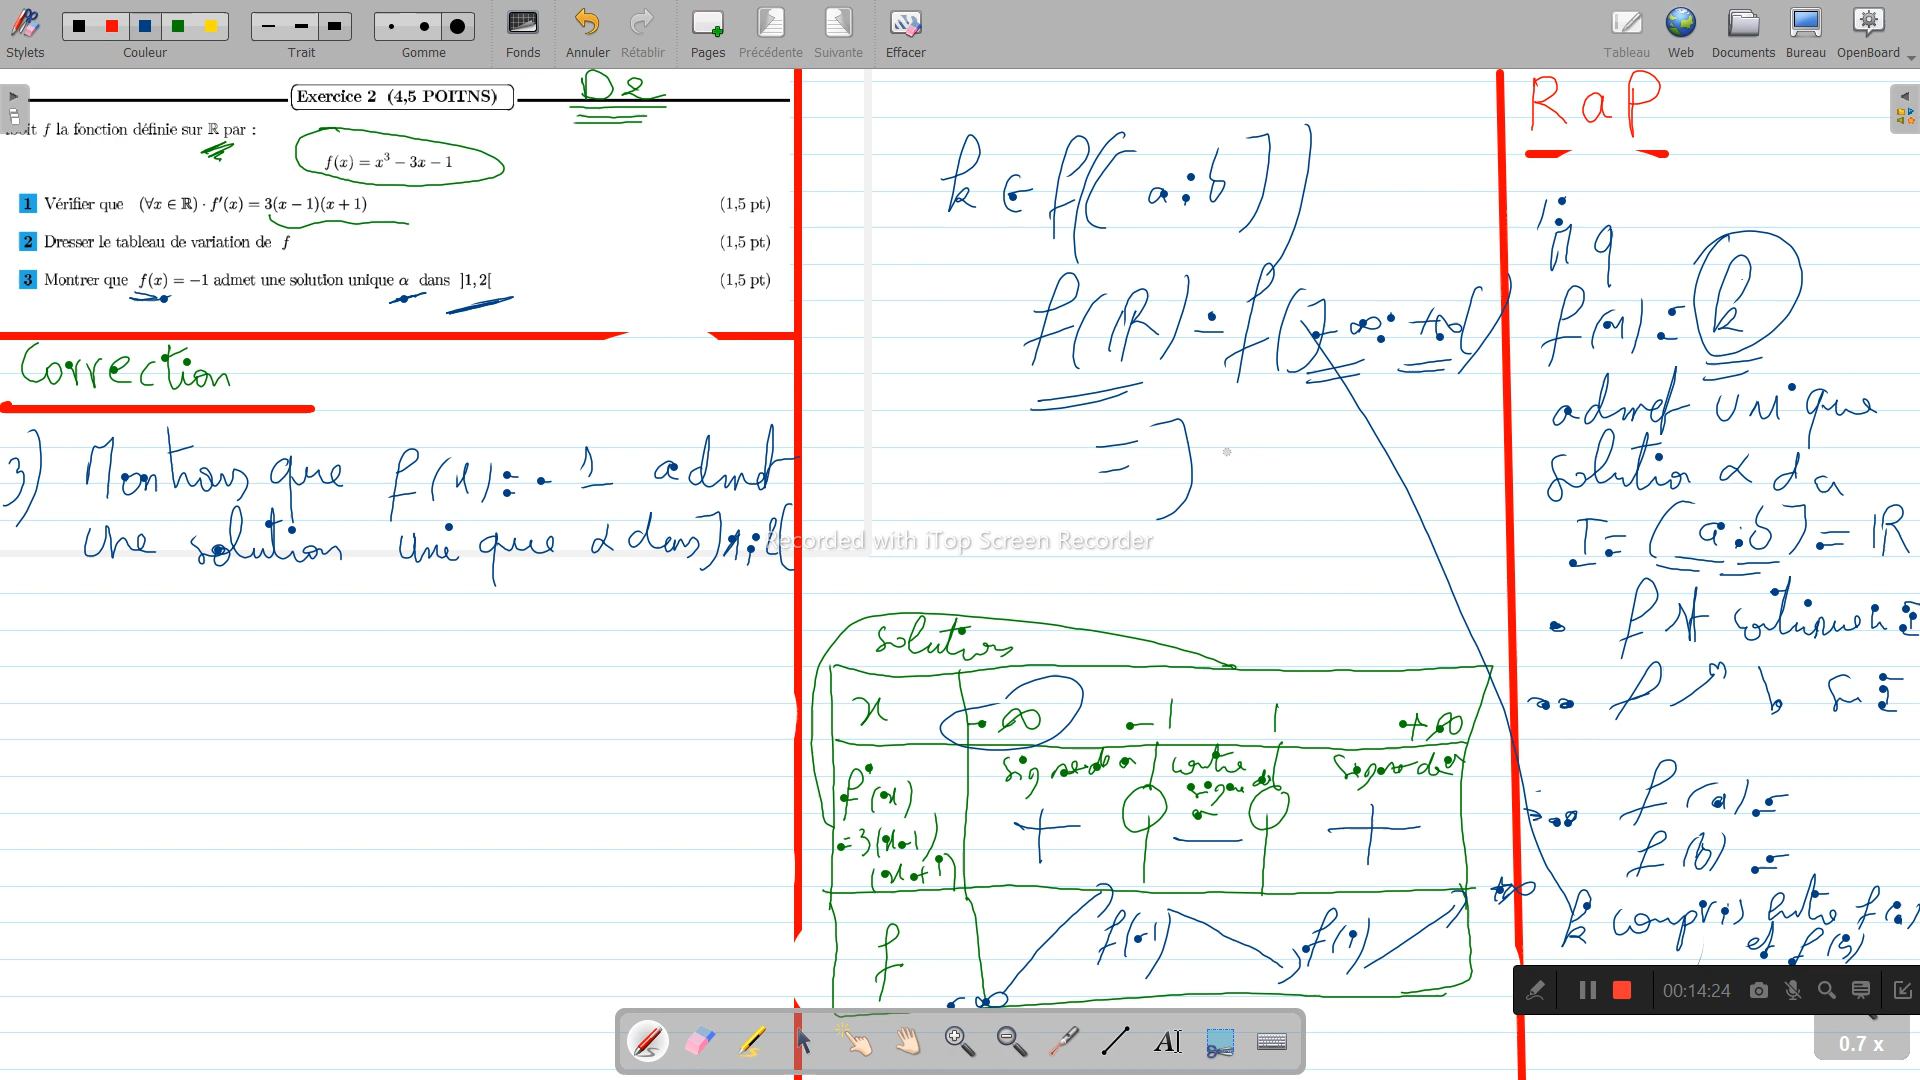 Stylets Couleur Trait Gomme Fonds Annuler Rétablir Pages Précédente Suivante Effacer Tableau Web Documents Bureau OpenBoard
Exercice 2 (4,5 POITNS)
D2
f la fonction définie sur ℝ par :
f(x) = x³ − 3x − 1
1 Vérifier que (∀x ∈ ℝ) · f′(x) = 3(x − 1)(x + 1) (1,5 pt)
2 Dresser le tableau de variation de f (1,5 pt)
3 Montrer que f(x) = −1 admet une solution unique α dans ]1, 2[ (1,5 pt)
Correction
3) Montrons que f(x) = -1 admet
une solution unique α dans ]1;2[
k ∈ f([a;b])
f(ℝ) = f(]-∞; +∞[
= ]
Recorded with iTop Screen Recorder
solution
x -∞ -1 1 +∞
f'(x)
=3(x-1)
(x+1)
+ − +
f -∞ f(-1) f(1) +∞
RaP
f(x) = k
admet unique
solution α da
I = [a;b] = ℝ
f(a) =
f(b) =
k compris entre f(a)
et f(b)
00:14:24
0.7 x